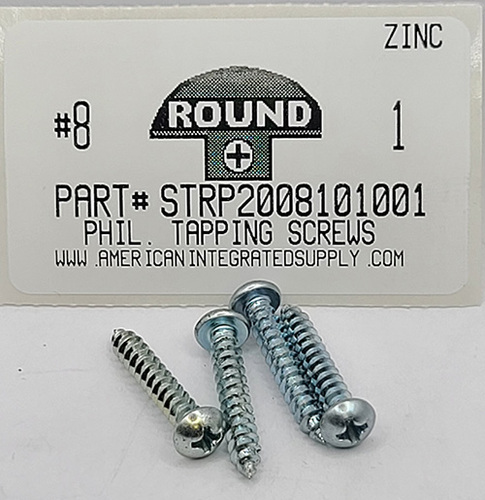 ZINC
#8 ROUND 1
PART# STRP2008101001
PHIL. TAPPING SCREWS
WWW.AMERICANINTEGRATEDSUPPLY.COM